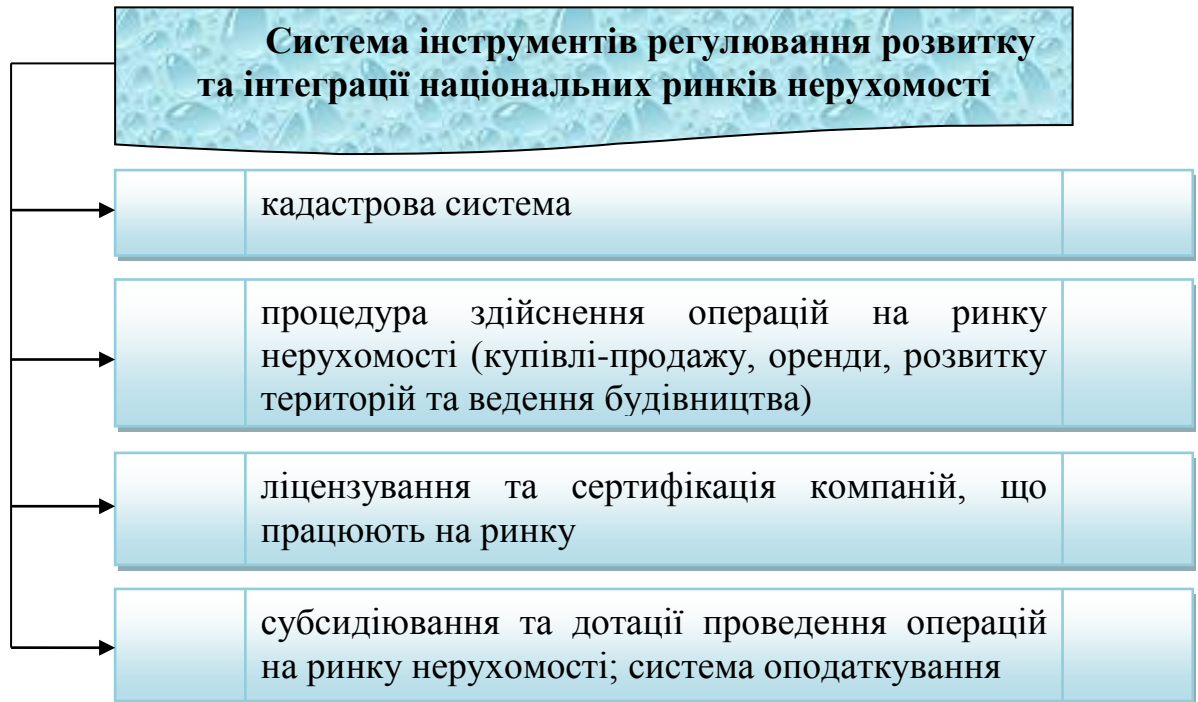 Система інструментів регулювання розвитку
та інтеграції національних ринків нерухомості
кадастрова система
процедура здійснення операцій на ринку
нерухомості (купівлі-продажу, оренди, розвитку
територій та ведення будівництва)
ліцензування та сертифікація компаній, що
працюють на ринку
субсидіювання та дотації проведення операцій
на ринку нерухомості; система оподаткування